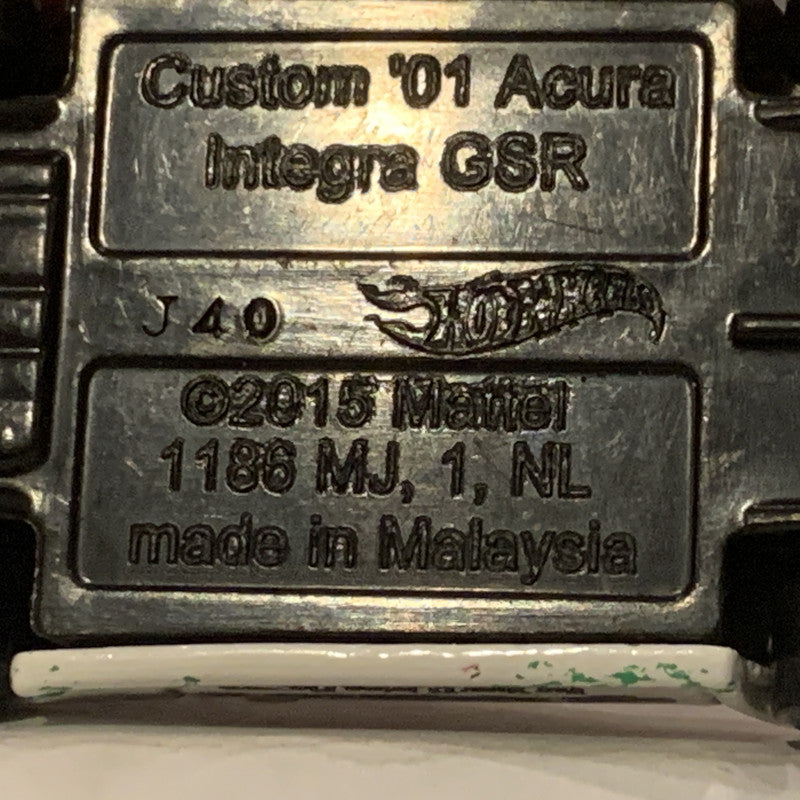 Custom '01 Acura
Integra GSR
J40
HOT WHEELS
©2015 Mattel
1186 MJ, 1, NL
made in Malaysia